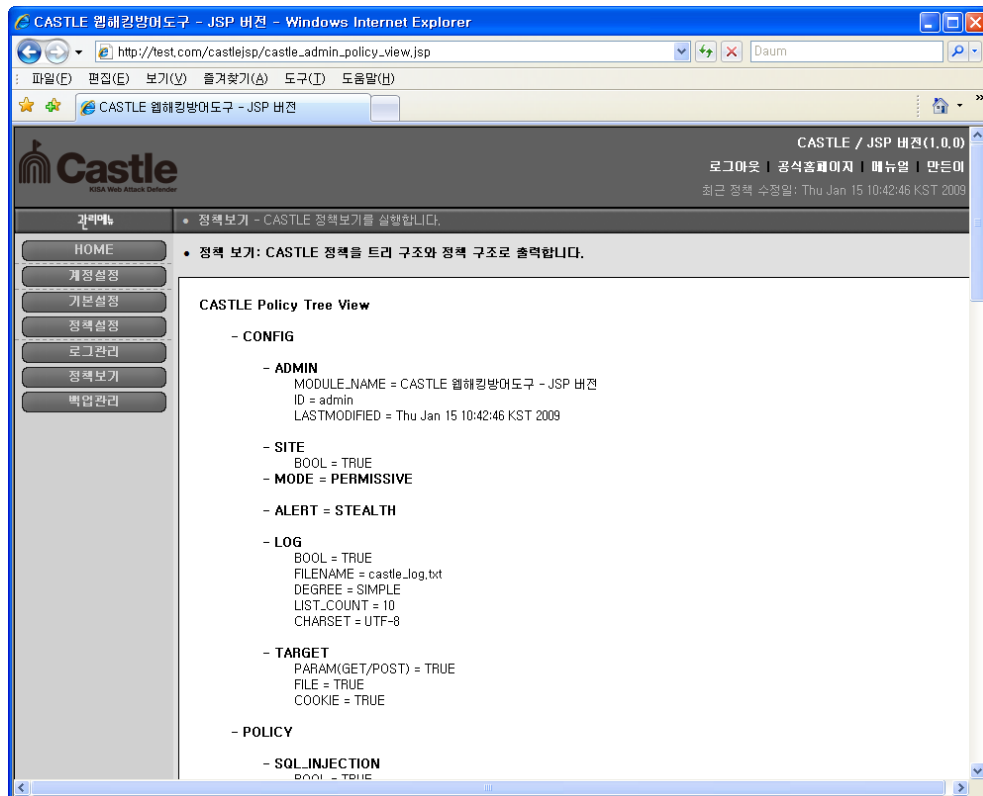 CASTLE 웹해킹방어도구 - JSP 버전 - Windows Internet Explorer
http://test.com/castlejsp/castle_admin_policy_view.jsp
Daum
파일(F) 편집(E) 보기(V) 즐겨찾기(A) 도구(T) 도움말(H)
CASTLE 웹해킹방어도구 - JSP 버전
Castle
KISA Web Attack Defender
CASTLE / JSP 버전(1.0.0)
로그아웃 | 공식홈페이지 | 메뉴얼 | 만든이
최근 정책 수정일: Thu Jan 15 10:42:46 KST 2009
관리메뉴
• 정책보기 - CASTLE 정책보기를 실행합니다.
HOME
계정설정
기본설정
정책설정
로그관리
정책보기
백업관리
• 정책 보기: CASTLE 정책을 트리 구조와 정책 구조로 출력합니다.
CASTLE Policy Tree View
- CONFIG
- ADMIN
MODULE_NAME = CASTLE 웹해킹방어도구 - JSP 버전
ID = admin
LASTMODIFIED = Thu Jan 15 10:42:46 KST 2009
- SITE
BOOL = TRUE
- MODE = PERMISSIVE
- ALERT = STEALTH
- LOG
BOOL = TRUE
FILENAME = castle_log.txt
DEGREE = SIMPLE
LIST_COUNT = 10
CHARSET = UTF-8
- TARGET
PARAM(GET/POST) = TRUE
FILE = TRUE
COOKIE = TRUE
- POLICY
- SQL_INJECTION
BOOL = TRUE